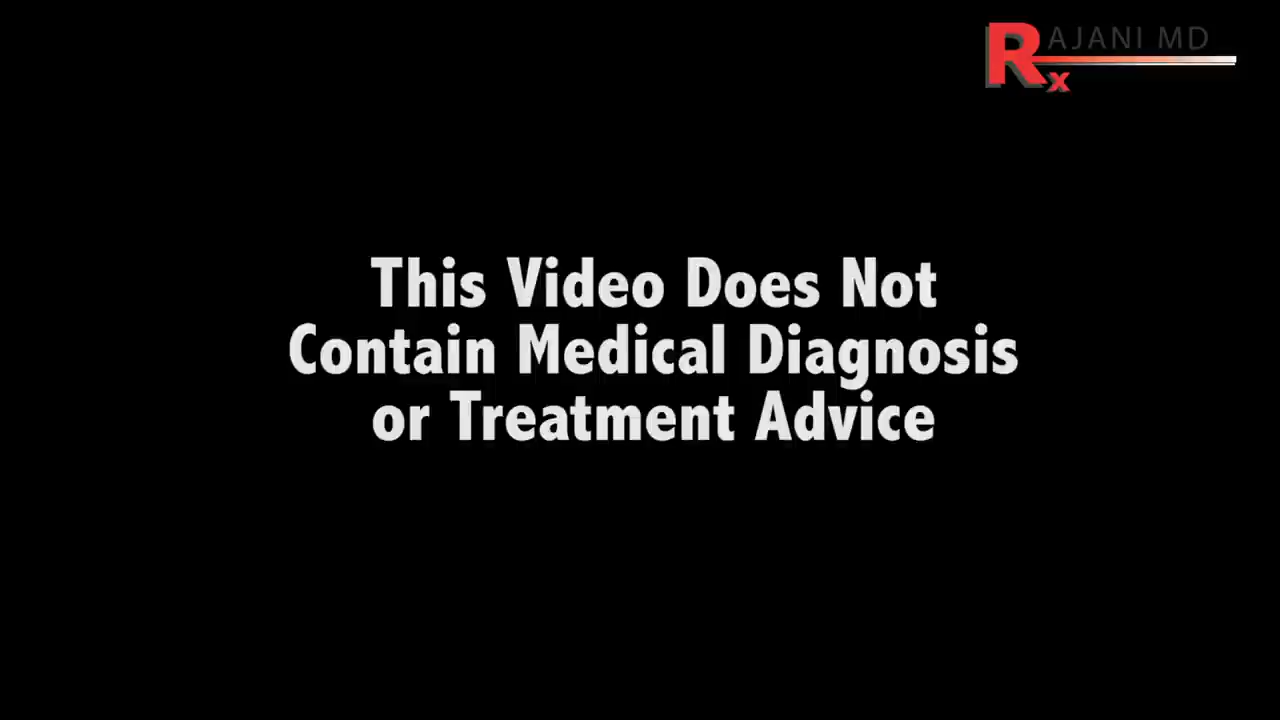 RAJANI MD
Rx
This Video Does Not
Contain Medical Diagnosis
or Treatment Advice